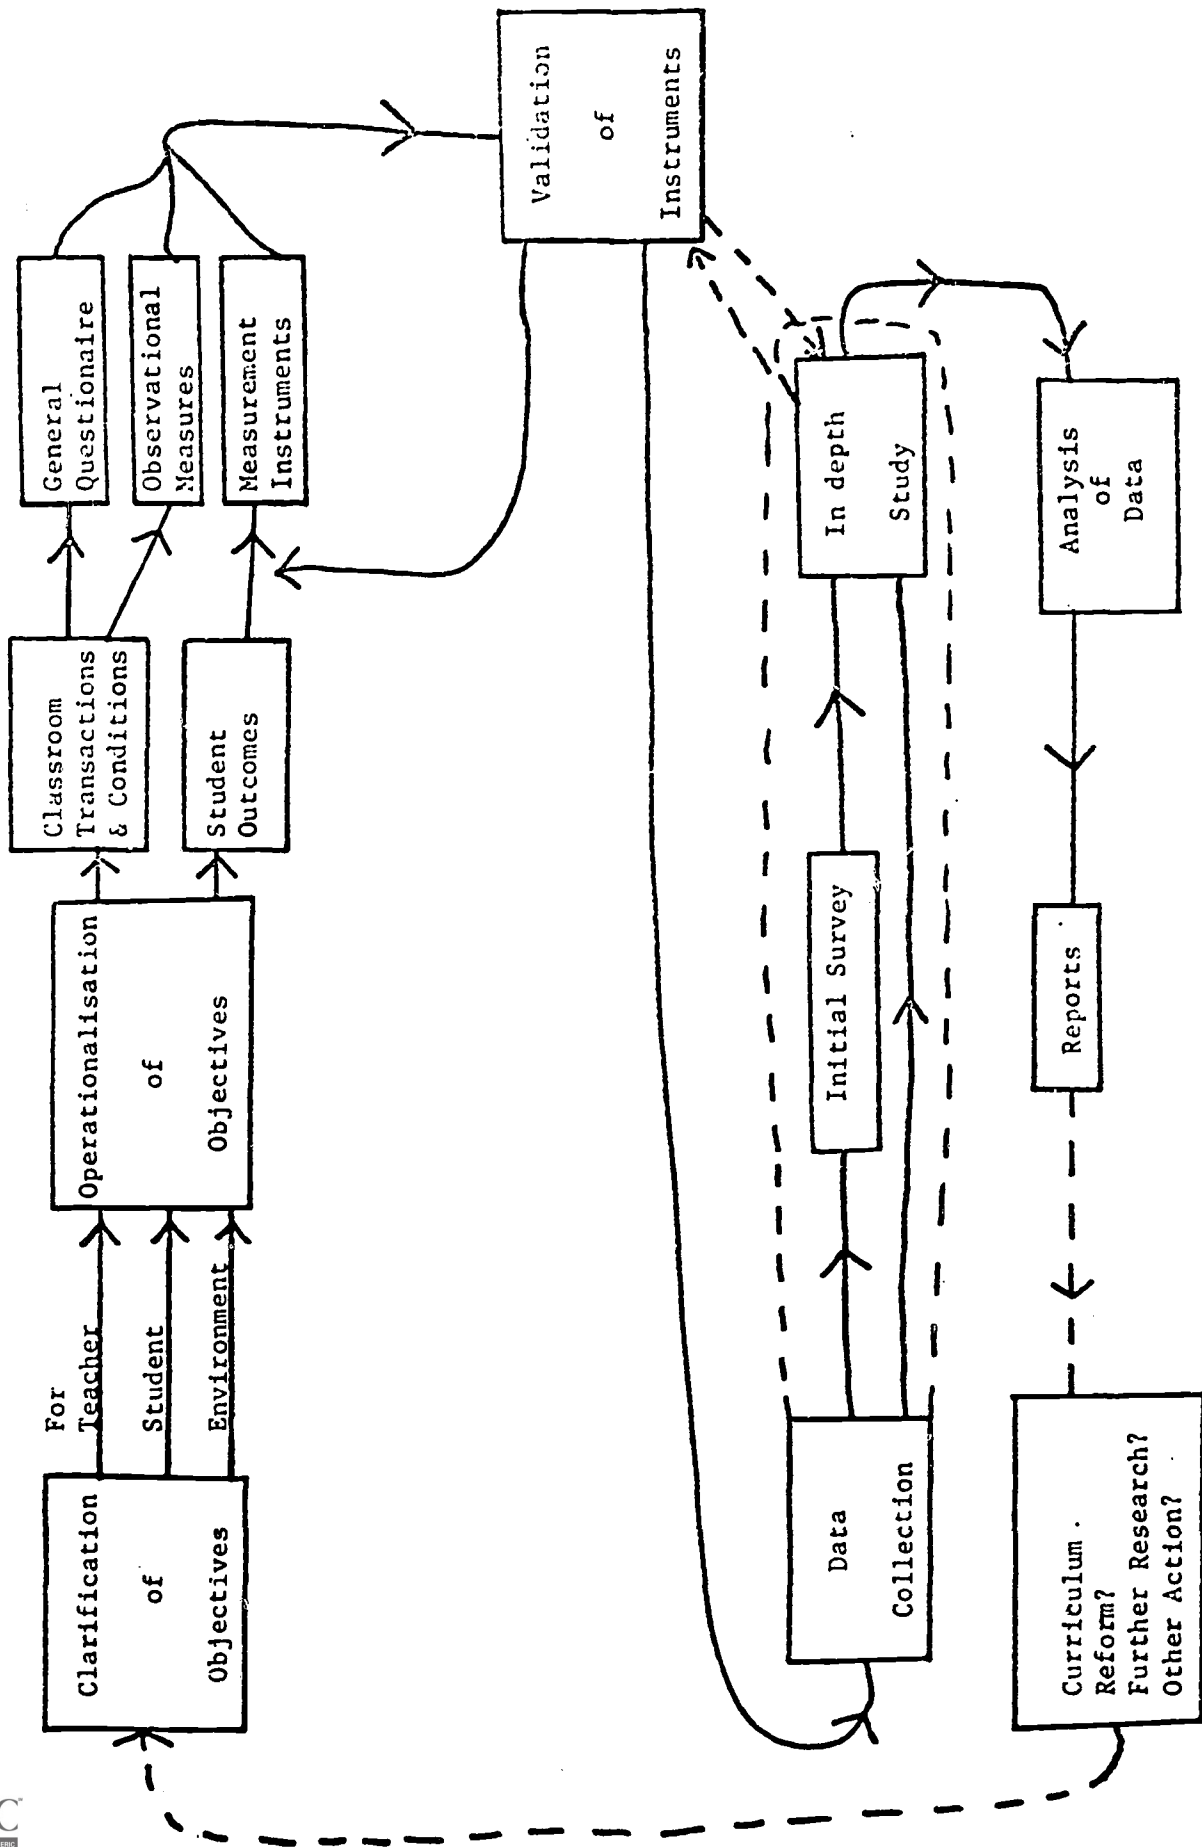 Clarification
of
Objectives
For
Teacher
Student
Environment
Operationalisation
of
Objectives
Classroom
Transactions
& Conditions
Student
Outcomes
General
Questionaire
Observational
Measures
Measurement
Instruments
Validation
of
Instruments
Data
Collection
Initial Survey
In depth
Study
Analysis
of
Data
Reports
Curriculum
Reform?
Further Research?
Other Action?
ERIC